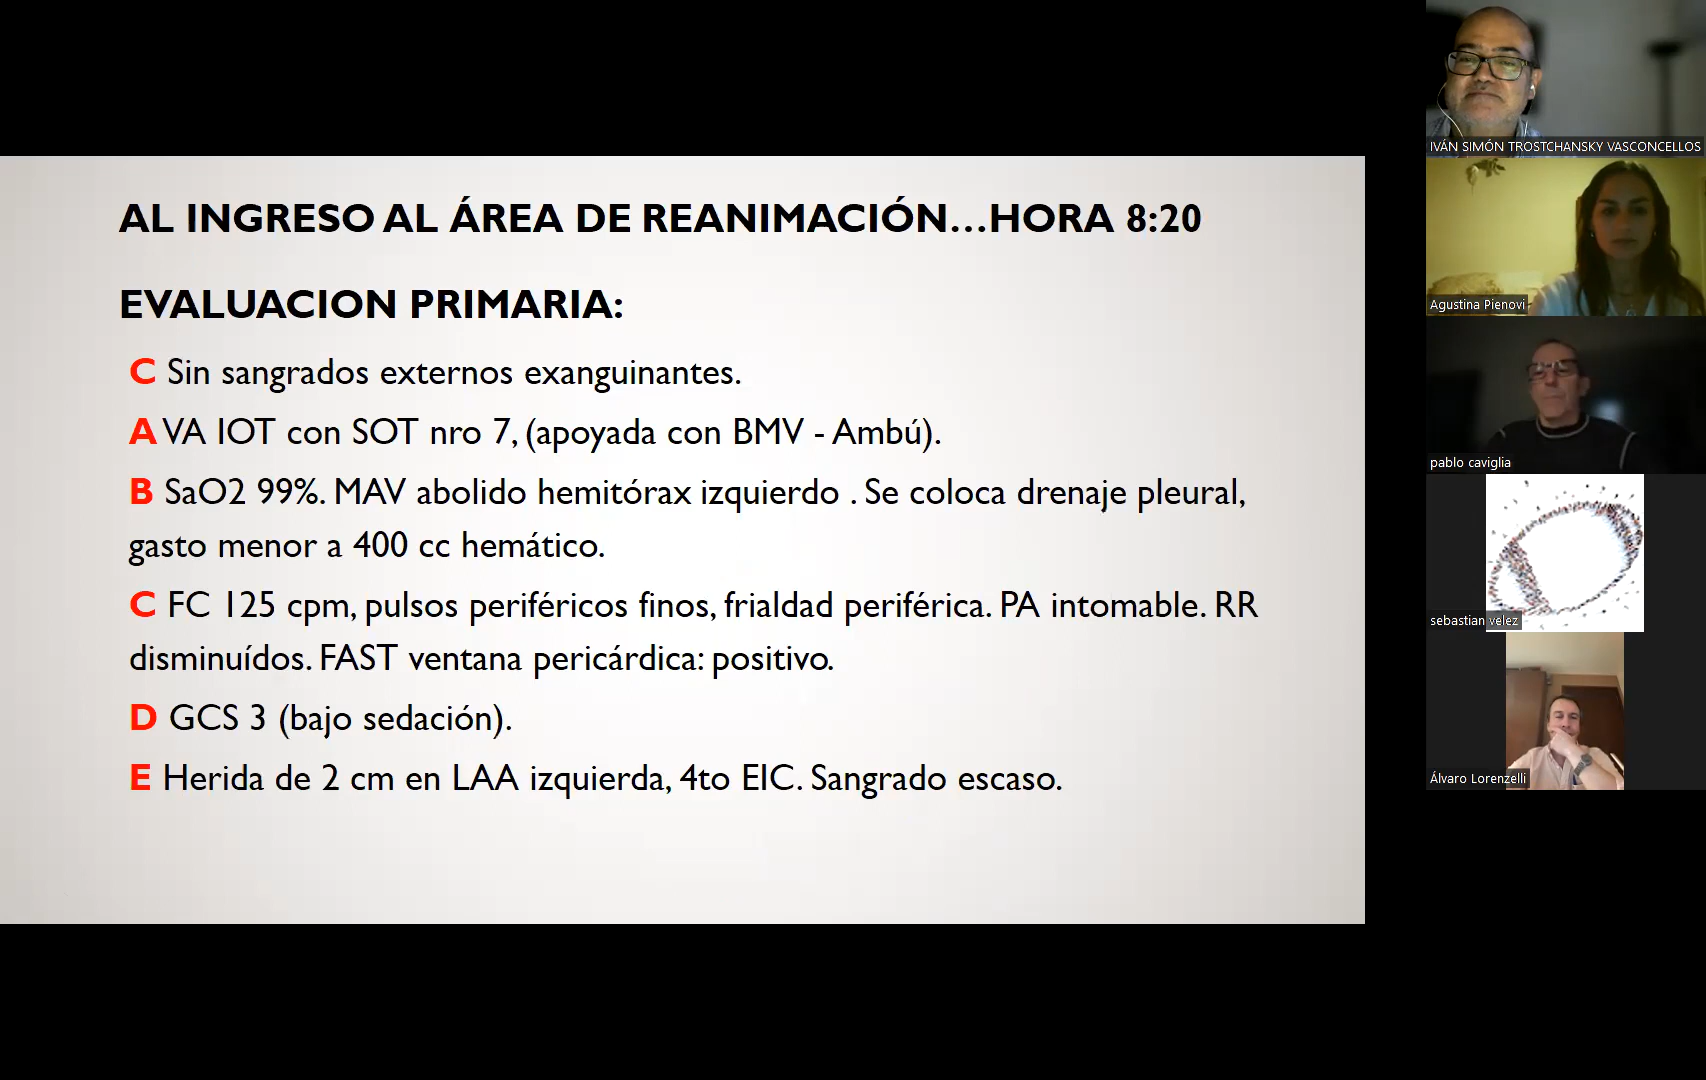 AL INGRESO AL ÁREA DE REANIMACIÓN...HORA 8:20
EVALUACION PRIMARIA:
C Sin sangrados externos exanguinantes.
A VA IOT con SOT nro 7, (apoyada con BMV - Ambú).
B SaO2 99%. MAV abolido hemitórax izquierdo . Se coloca drenaje pleural,
gasto menor a 400 cc hemático.
C FC 125 cpm, pulsos periféricos finos, frialdad periférica. PA intomable. RR
disminuídos. FAST ventana pericárdica: positivo.
D GCS 3 (bajo sedación).
E Herida de 2 cm en LAA izquierda, 4to EIC. Sangrado escaso.
IVÁN SIMÓN TROSTCHANSKY VASCONCELLOS
Agustina Pienovi
pablo caviglia
sebastian velez
Álvaro Lorenzelli